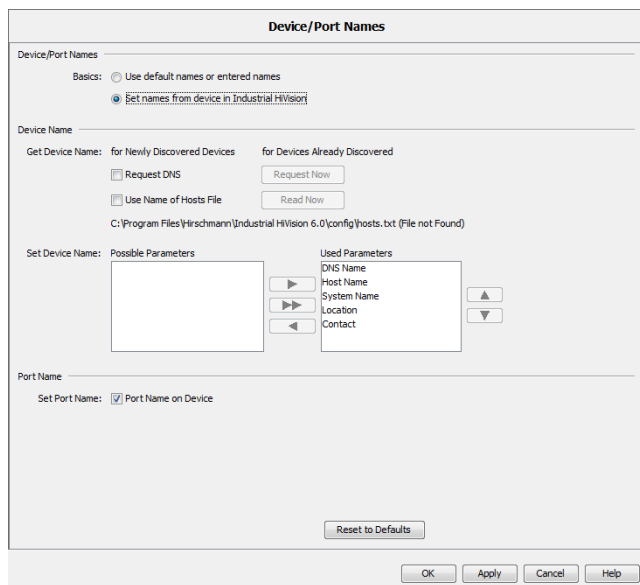 Device/Port Names
Device/Port Names
Basics: Use default names or entered names
Set names from device in Industrial HiVision
Device Name
Get Device Name: for Newly Discovered Devices for Devices Already Discovered
Request DNS Request Now
Use Name of Hosts File Read Now
C:\Program Files\Hirschmann\Industrial HiVision 6.0\config\hosts.txt (File not Found)
Set Device Name: Possible Parameters Used Parameters
DNS Name
Host Name
System Name
Location
Contact
Port Name
Set Port Name: Port Name on Device
Reset to Defaults
OK Apply Cancel Help